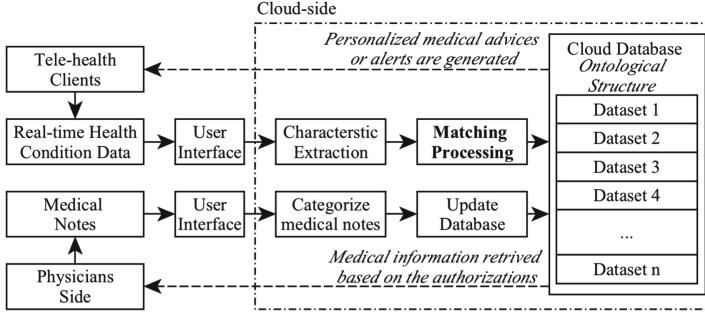 Cloud-side
Personalized medical advices
or alerts are generated
Cloud Database
Ontological
Structure
Tele-health
Clients
Dataset 1
Real-time Health
Condition Data
User
Interface
Characterstic
Extraction
Matching
Processing
Dataset 2
Dataset 3
Dataset 4
Medical
Notes
User
Interface
Categorize
medical notes
Update
Database
...
Medical information retrived
based on the authorizations
Physicians
Side
Dataset n